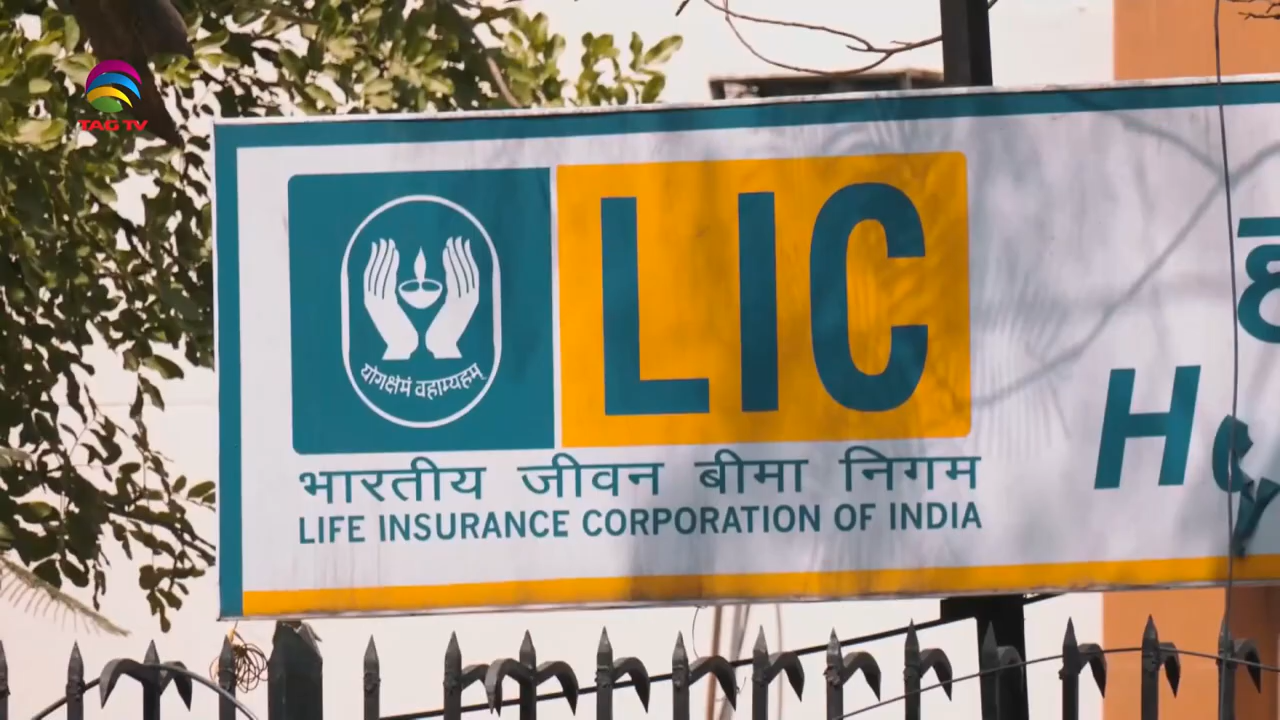 TAG TV
LIC
योगक्षेमं वहाम्यहम्
भारतीय जीवन बीमा निगम
LIFE INSURANCE CORPORATION OF INDIA